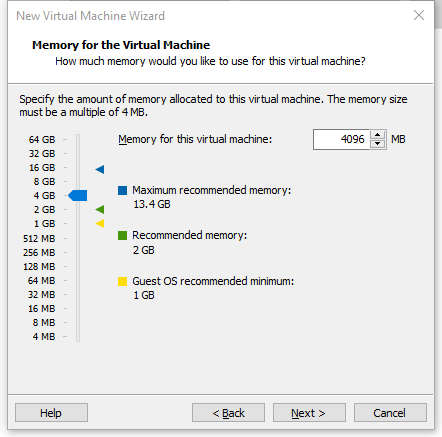 New Virtual Machine Wizard
Memory for the Virtual Machine
How much memory would you like to use for this virtual machine?
Specify the amount of memory allocated to this virtual machine. The memory size
must be a multiple of 4 MB.
64 GB
32 GB
16 GB
8 GB
4 GB
2 GB
1 GB
512 MB
256 MB
128 MB
64 MB
32 MB
16 MB
8 MB
4 MB
Memory for this virtual machine: 4096 MB
Maximum recommended memory:
13.4 GB
Recommended memory:
2 GB
Guest OS recommended minimum:
1 GB
Help < Back Next > Cancel